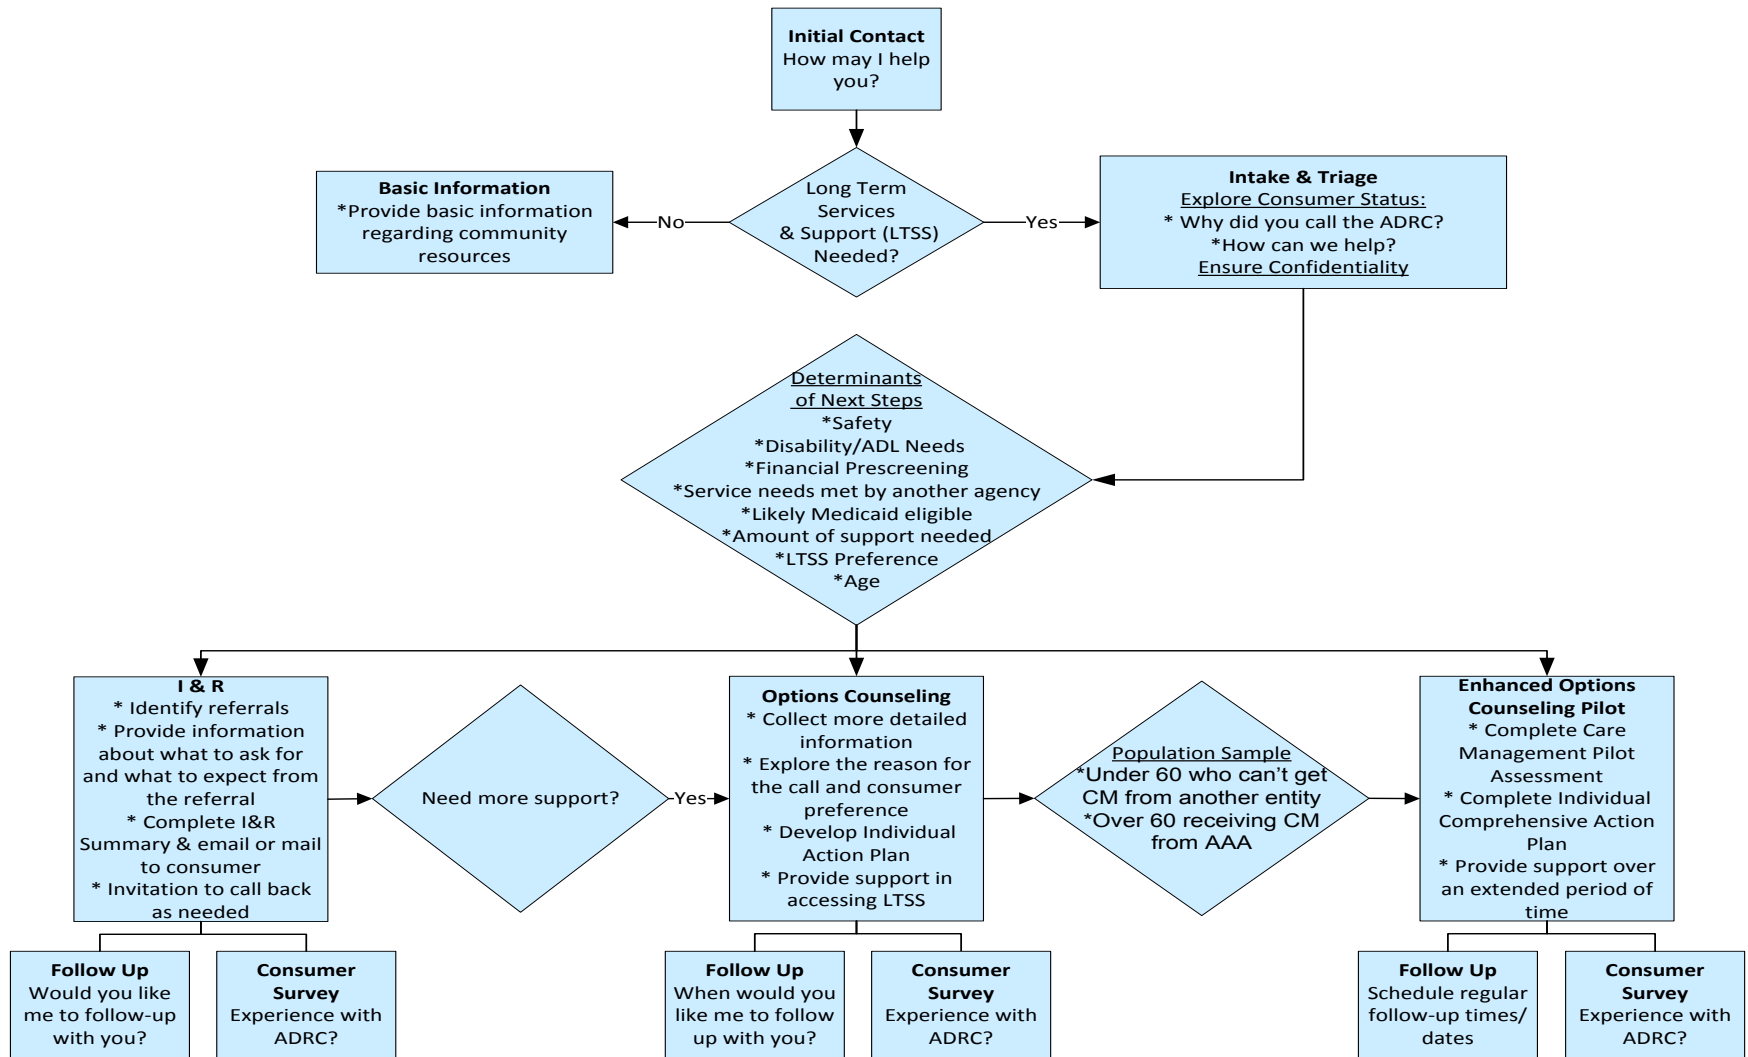 Initial Contact
How may I help
you?
Long Term
Services
& Support (LTSS)
Needed?
No
Yes
Basic Information
*Provide basic information
regarding community
resources
Intake & Triage
Explore Consumer Status:
* Why did you call the ADRC?
*How can we help?
Ensure Confidentiality
Determinants
of Next Steps
*Safety
*Disability/ADL Needs
*Financial Prescreening
*Service needs met by another agency
*Likely Medicaid eligible
*Amount of support needed
*LTSS Preference
*Age
I & R
* Identify referrals
* Provide information
about what to ask for
and what to expect from
the referral
* Complete I&R
Summary & email or mail
to consumer
* Invitation to call back
as needed
Need more support?
Yes
Options Counseling
* Collect more detailed
information
* Explore the reason for
the call and consumer
preference
* Develop Individual
Action Plan
* Provide support in
accessing LTSS
Population Sample
*Under 60 who can't get
CM from another entity
*Over 60 receiving CM
from AAA
Enhanced Options
Counseling Pilot
* Complete Care
Management Pilot
Assessment
* Complete Individual
Comprehensive Action
Plan
* Provide support over
an extended period of
time
Follow Up
Would you like
me to follow-up
with you?
Consumer
Survey
Experience with
ADRC?
Follow Up
When would you
like me to follow
up with you?
Consumer
Survey
Experience with
ADRC?
Follow Up
Schedule regular
follow-up times/
dates
Consumer
Survey
Experience with
ADRC?